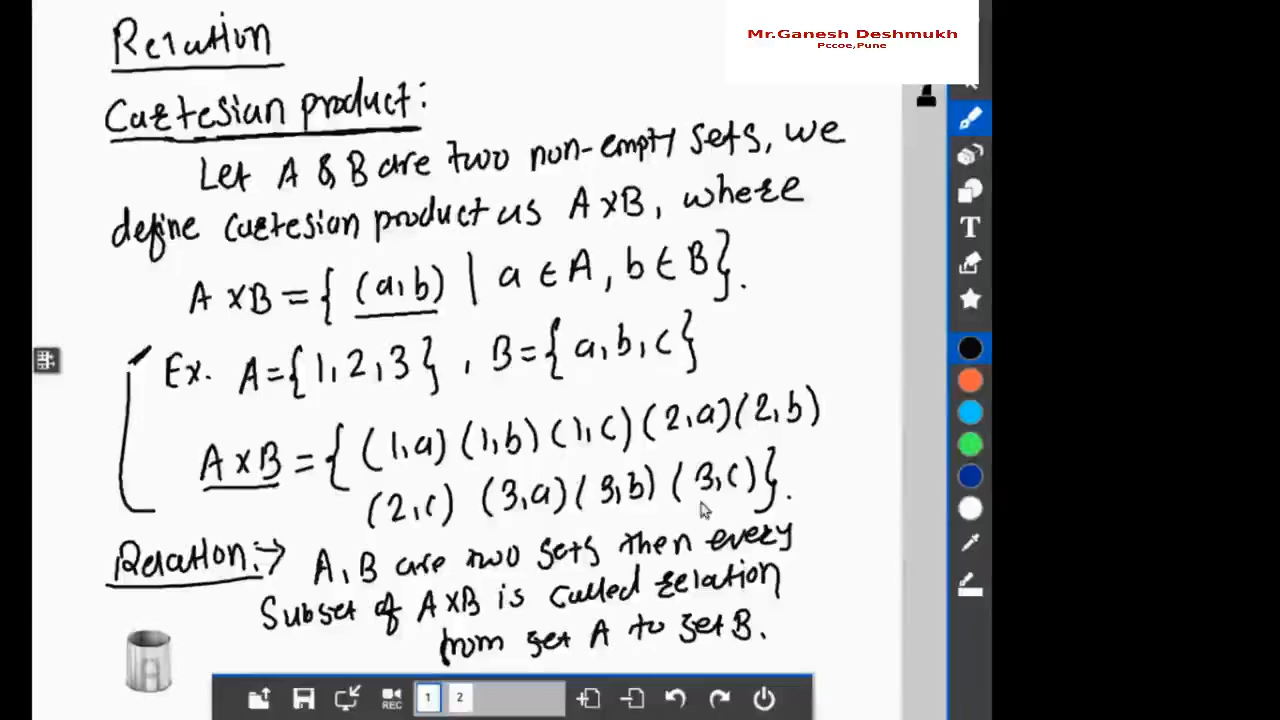 Mr.Ganesh Deshmukh
Pccoe,Pune
Relation
Cartesian product:
Let A & B are two non-empty sets, we
define cartesian product as A×B, where
A×B = { (a,b) | a ∈ A, b ∈ B}.
Ex. A={1,2,3}, B={a,b,c}
A×B = { (1,a) (1,b) (1,c) (2,a) (2,b)
(2,c) (3,a) (3,b) (3,c)}.
Relation:→ A,B are two sets then every
Subset of A×B is called relation
from set A to set B.
T
REC
1
2